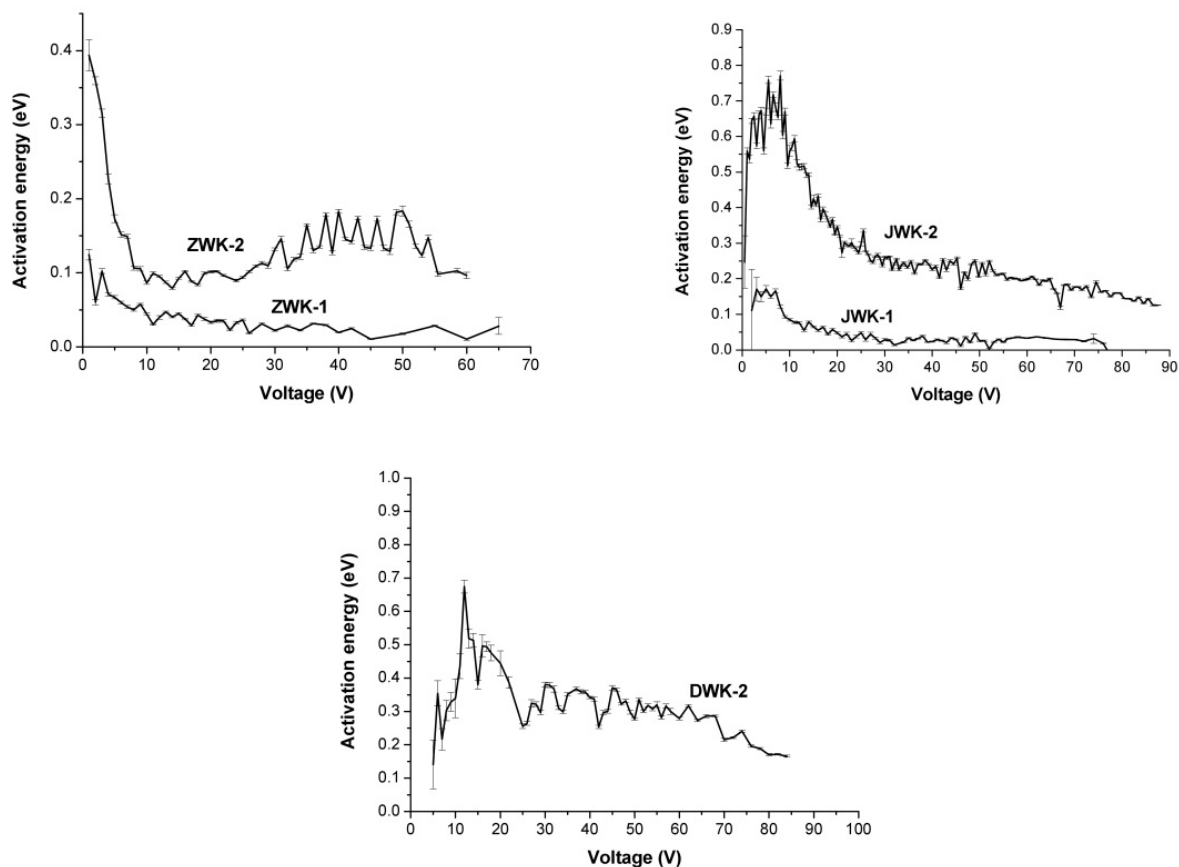 Activation energy (eV)
0.4
0.3
0.2
0.1
0.0
ZWK-2
ZWK-1
0 10 20 30 40 50 60 70
Voltage (V)
Activation energy (eV)
0.9
0.8
0.7
0.6
0.5
0.4
0.3
0.2
0.1
0.0
JWK-2
JWK-1
0 10 20 30 40 50 60 70 80 90
Voltage (V)
Activation energy (eV)
1.0
0.9
0.8
0.7
0.6
0.5
0.4
0.3
0.2
0.1
0.0
DWK-2
0 10 20 30 40 50 60 70 80 90 100
Voltage (V)